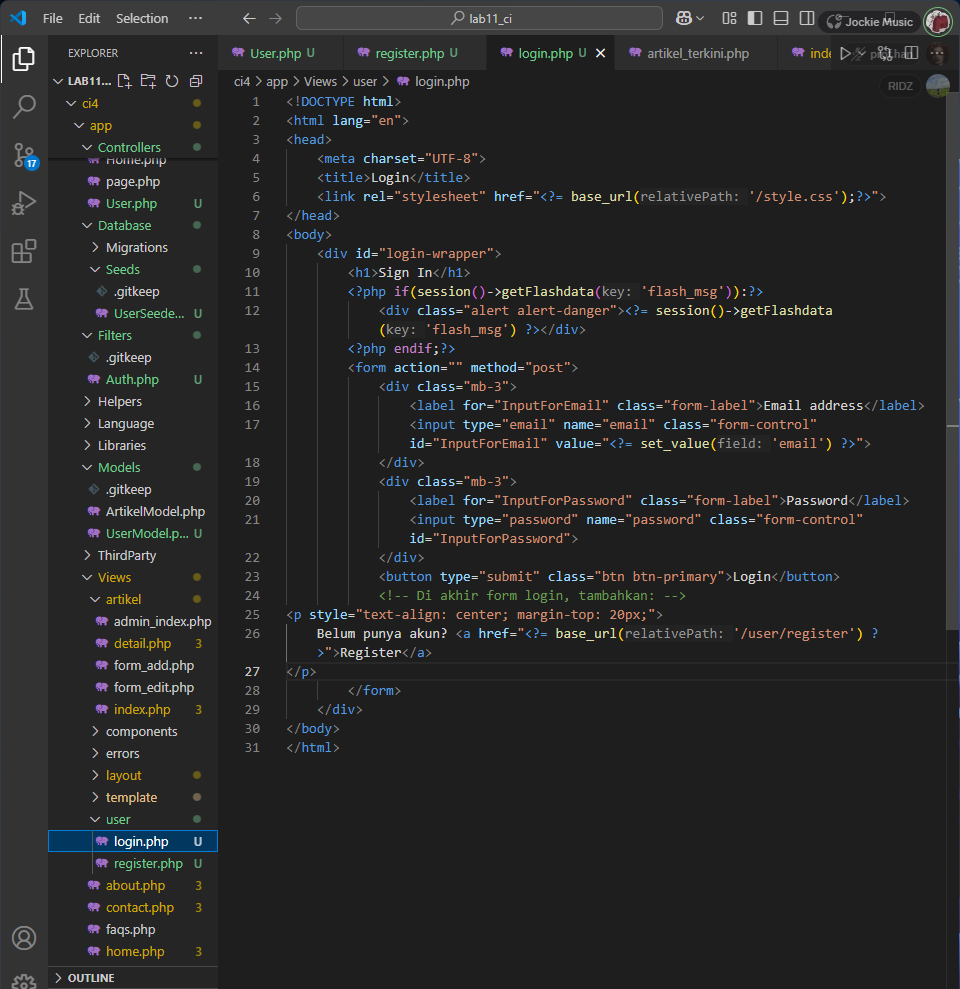 File Edit Selection ··· lab11_ci Jockie Music
EXPLORER ···
User.php U register.php U login.php U artikel_terkini.php
RIDZ
LAB11...
ci4 > app > Views > user > login.php
ci4
app
Controllers
Home.php
page.php
User.php U
Database
Migrations
Seeds
.gitkeep
UserSeede... U
Filters
.gitkeep
Auth.php U
Helpers
Language
Libraries
Models
.gitkeep
ArtikelModel.php
UserModel.p... U
ThirdParty
Views
artikel
admin_index.php
detail.php 3
form_add.php
form_edit.php
index.php 3
components
errors
layout
template
user
login.php U
register.php U
about.php 3
contact.php 3
faqs.php
home.php 3
OUTLINE
17
1 <!DOCTYPE html>
2 <html lang="en">
3 <head>
4 <meta charset="UTF-8">
5 <title>Login</title>
6 <link rel="stylesheet" href="<?= base_url(relativePath: '/style.css');?>">
7 </head>
8 <body>
9 <div id="login-wrapper">
10 <h1>Sign In</h1>
11 <?php if(session()->getFlashdata(key: 'flash_msg')):?>
12 <div class="alert alert-danger"><?= session()->getFlashdata
(key: 'flash_msg') ?></div>
13 <?php endif;?>
14 <form action="" method="post">
15 <div class="mb-3">
16 <label for="InputForEmail" class="form-label">Email address</label>
17 <input type="email" name="email" class="form-control"
id="InputForEmail" value="<?= set_value(field: 'email') ?>">
18 </div>
19 <div class="mb-3">
20 <label for="InputForPassword" class="form-label">Password</label>
21 <input type="password" name="password" class="form-control"
id="InputForPassword">
22 </div>
23 <button type="submit" class="btn btn-primary">Login</button>
24 <!-- Di akhir form login, tambahkan: -->
25 <p style="text-align: center; margin-top: 20px;">
26 Belum punya akun? <a href="<?= base_url(relativePath: '/user/register') ?
>">Register</a>
27 </p>
28 </form>
29 </div>
30 </body>
31 </html>